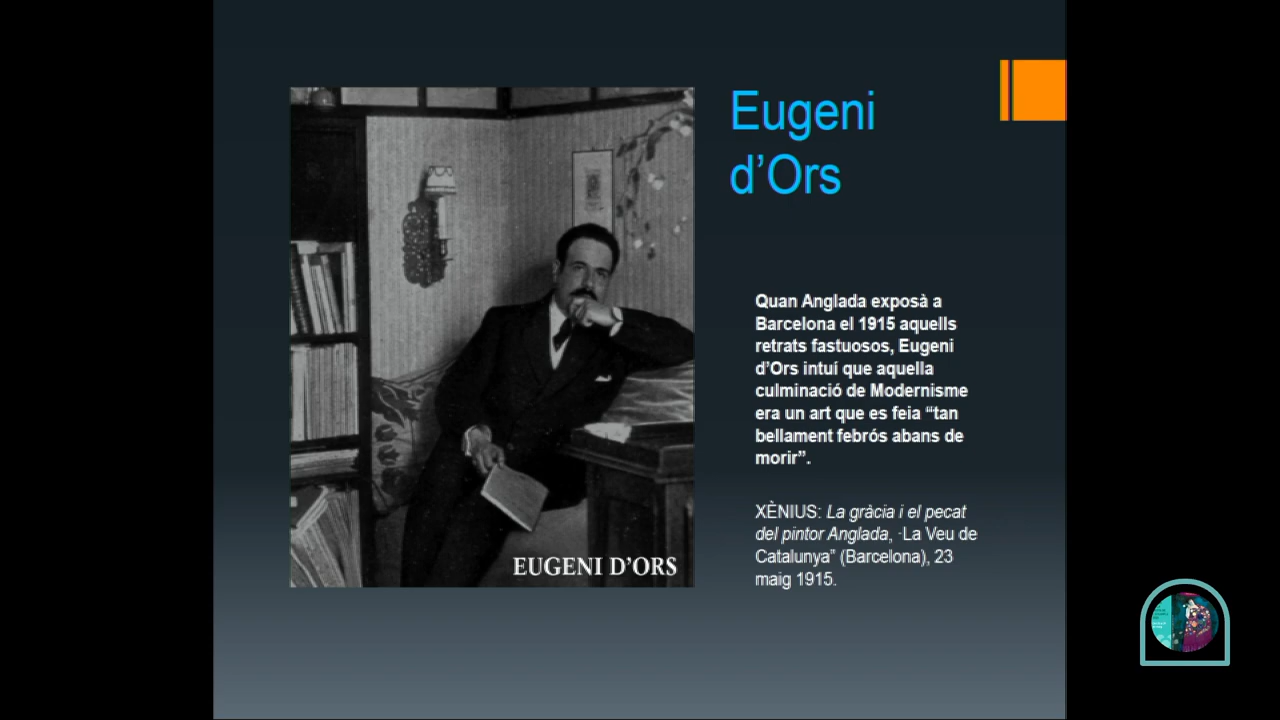 Eugeni
d’Ors
Quan Anglada exposà a
Barcelona el 1915 aquells
retrats fastuosos, Eugeni
d’Ors intuí que aquella
culminació de Modernisme
era un art que es feia “tan
bellament febrós abans de
morir”.
XÈNIUS: La gràcia i el pecat
del pintor Anglada, ·La Veu de
Catalunya” (Barcelona), 23
maig 1915.
EUGENI D’ORS